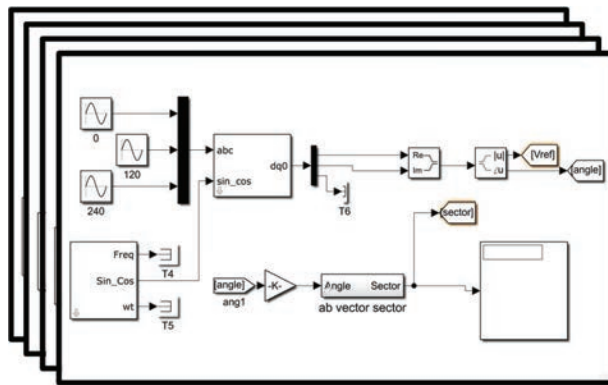 0
120
240
abc
sin_cos
dq0
Re
Im
|u|
∠u
[Vref]
[angle]
T6
[sector]
Freq
Sin_Cos
wt
T4
T5
[angle]
ang1
-K-
Angle Sector
ab vector sector